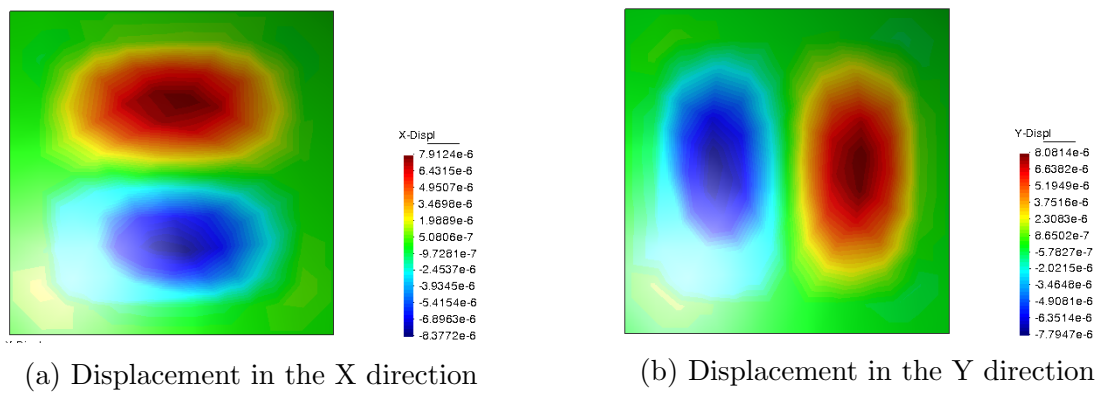 X-Displ
7.9124e-6
6.4315e-6
4.9507e-6
3.4698e-6
1.9889e-6
5.0806e-7
-9.7281e-7
-2.4537e-6
-3.9345e-6
-5.4154e-6
-6.8963e-6
-8.3772e-6
(a) Displacement in the X direction
Y-Displ
8.0814e-6
6.6382e-6
5.1949e-6
3.7516e-6
2.3083e-6
8.6502e-7
-5.7827e-7
-2.0215e-6
-3.4648e-6
-4.9081e-6
-6.3514e-6
-7.7947e-6
(b) Displacement in the Y direction